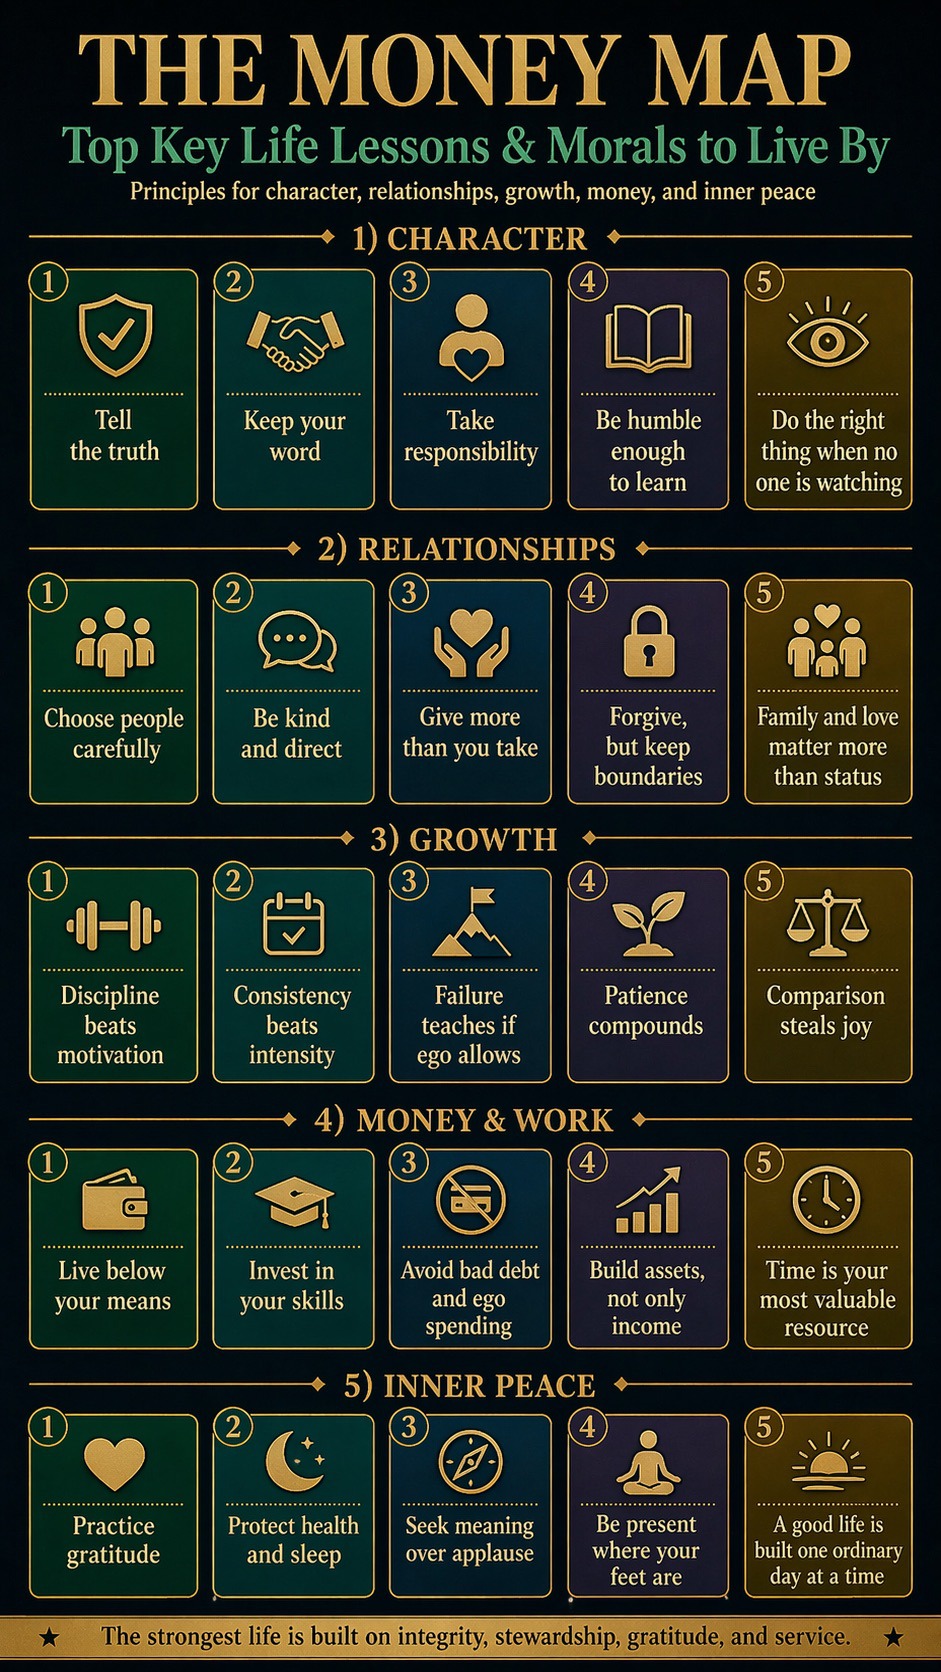 THE MONEY MAP
Top Key Life Lessons & Morals to Live By
Principles for character, relationships, growth, money, and inner peace
1) CHARACTER
1
Tell
the truth
2
Keep your
word
3
Take
responsibility
4
Be humble
enough
to learn
5
Do the right
thing when no
one is watching
2) RELATIONSHIPS
1
Choose people
carefully
2
Be kind
and direct
3
Give more
than you take
4
Forgive,
but keep
boundaries
5
Family and love
matter more
than status
3) GROWTH
1
Discipline
beats
motivation
2
Consistency
beats
intensity
3
Failure
teaches if
ego allows
4
Patience
compounds
5
Comparison
steals joy
4) MONEY & WORK
1
Live below
your means
2
Invest in
your skills
3
Avoid bad debt
and ego
spending
4
Build assets,
not only
income
5
Time is your
most valuable
resource
5) INNER PEACE
1
Practice
gratitude
2
Protect health
and sleep
3
Seek meaning
over applause
4
Be present
where your
feet are
5
A good life is
built one ordinary
day at a time
The strongest life is built on integrity, stewardship, gratitude, and service.